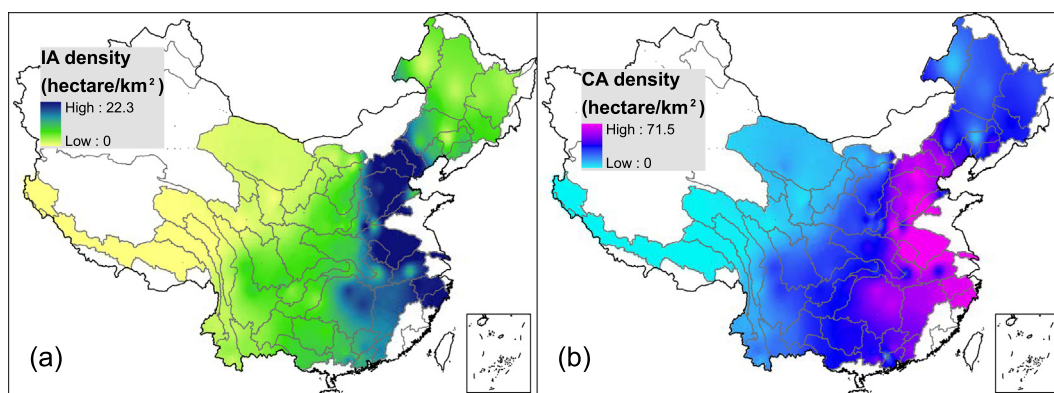 IA density
(hectare/km²)
High : 22.3
Low : 0
(a)
CA density
(hectare/km²)
High : 71.5
Low : 0
(b)